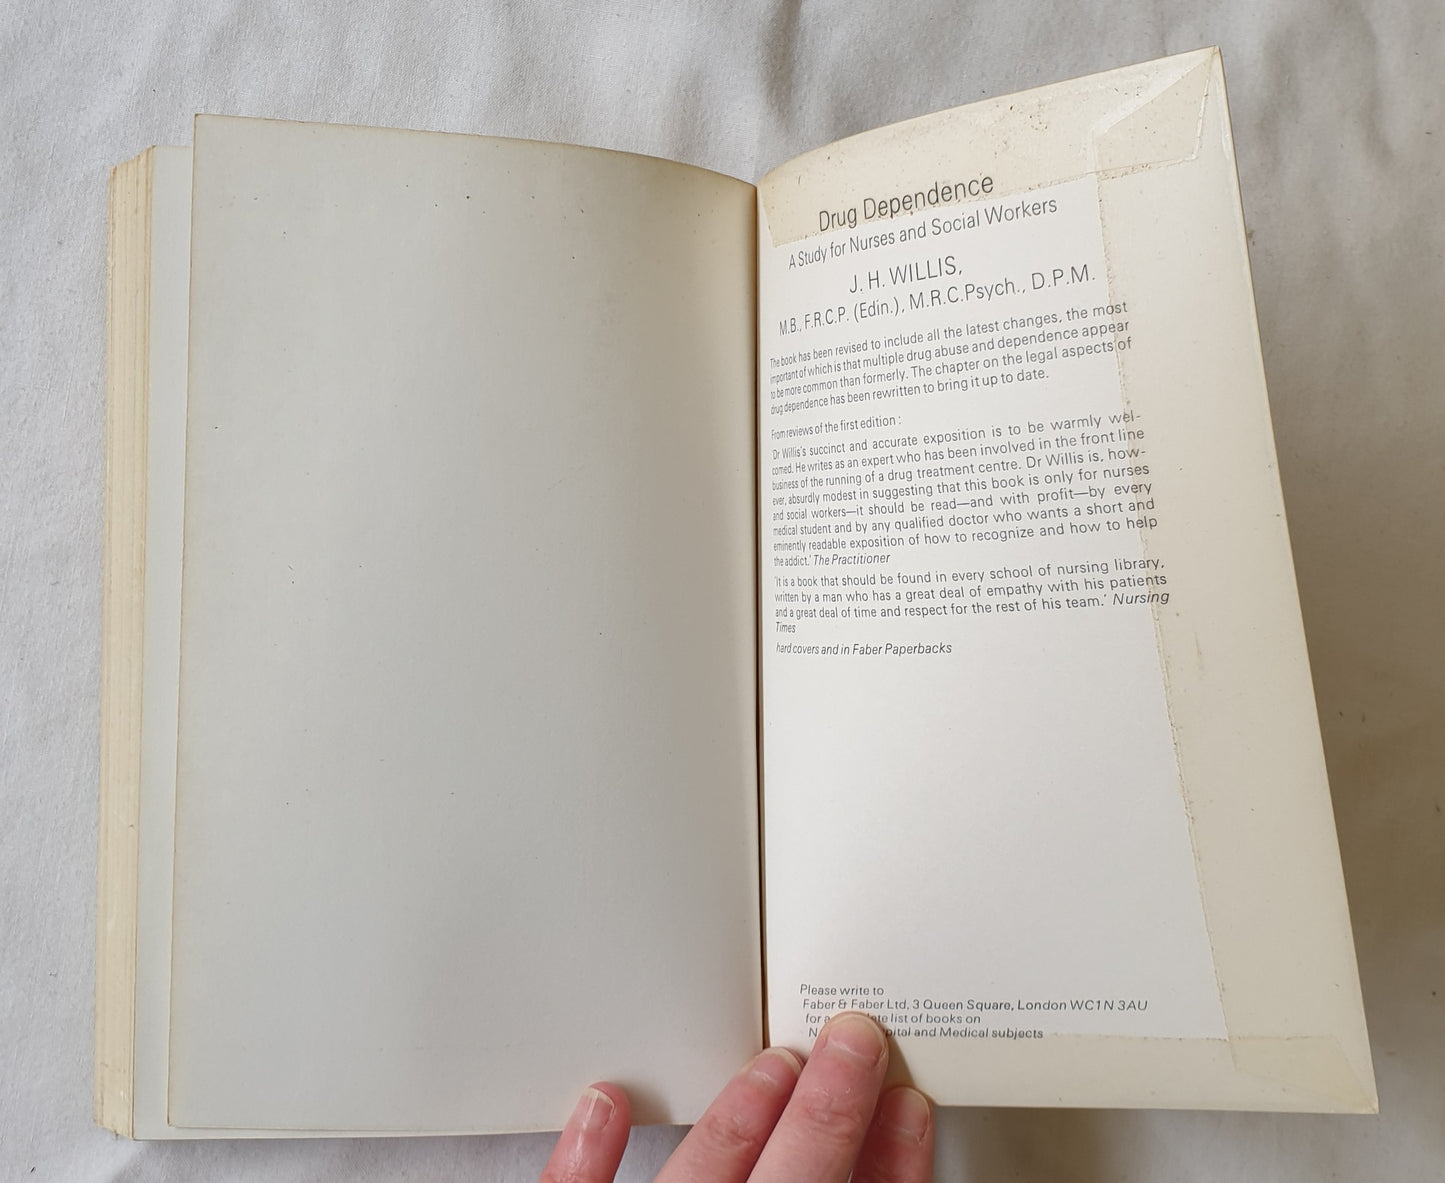 Drug Dependence
A Study for Nurses and Social Workers
J. H. WILLIS,
M.B., F.R.C.P. (Edin.), M.R.C.Psych., D.P.M.
The book has been revised to include all the latest changes, the most
important of which is that multiple drug abuse and dependence appear
to be more common than formerly. The chapter on the legal aspects of
drug dependence has been rewritten to bring it up to date.
From reviews of the first edition :
'Dr Willis's succinct and accurate exposition is to be warmly wel-
comed. He writes as an expert who has been involved in the front line
business of the running of a drug treatment centre. Dr Willis is, how-
ever, absurdly modest in suggesting that this book is only for nurses
and social workers—it should be read—and with profit—by every
medical student and by any qualified doctor who wants a short and
eminently readable exposition of how to recognize and how to help
the addict.' The Practitioner
'It is a book that should be found in every school of nursing library,
written by a man who has a great deal of empathy with his patients
and a great deal of time and respect for the rest of his team.' Nursing
Times
hard covers and in Faber Paperbacks
Please write to
Faber & Faber Ltd, 3 Queen Square, London WC1N 3AU
for a list of books on
and Medical subjects